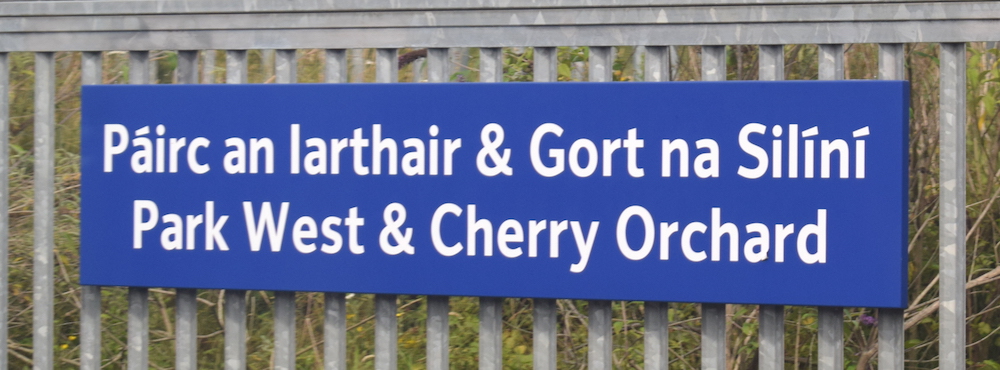 Páirc an Iarthair & Gort na Silíní
Park West & Cherry Orchard